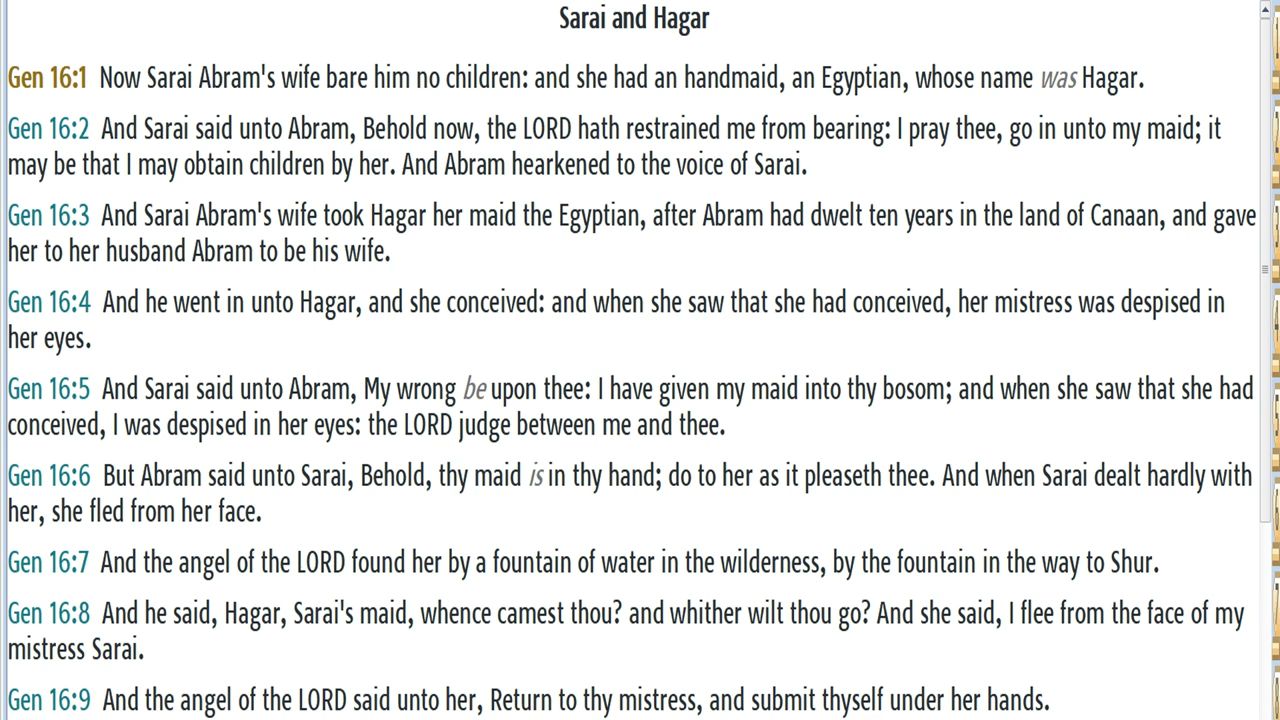 Sarai and Hagar
Gen 16:1 Now Sarai Abram's wife bare him no children: and she had an handmaid, an Egyptian, whose name was Hagar.
Gen 16:2 And Sarai said unto Abram, Behold now, the LORD hath restrained me from bearing: I pray thee, go in unto my maid; it
may be that I may obtain children by her. And Abram hearkened to the voice of Sarai.
Gen 16:3 And Sarai Abram's wife took Hagar her maid the Egyptian, after Abram had dwelt ten years in the land of Canaan, and gave
her to her husband Abram to be his wife.
Gen 16:4 And he went in unto Hagar, and she conceived: and when she saw that she had conceived, her mistress was despised in
her eyes.
Gen 16:5 And Sarai said unto Abram, My wrong be upon thee: I have given my maid into thy bosom; and when she saw that she had
conceived, I was despised in her eyes: the LORD judge between me and thee.
Gen 16:6 But Abram said unto Sarai, Behold, thy maid is in thy hand; do to her as it pleaseth thee. And when Sarai dealt hardly with
her, she fled from her face.
Gen 16:7 And the angel of the LORD found her by a fountain of water in the wilderness, by the fountain in the way to Shur.
Gen 16:8 And he said, Hagar, Sarai's maid, whence camest thou? and whither wilt thou go? And she said, I flee from the face of my
mistress Sarai.
Gen 16:9 And the angel of the LORD said unto her, Return to thy mistress, and submit thyself under her hands.